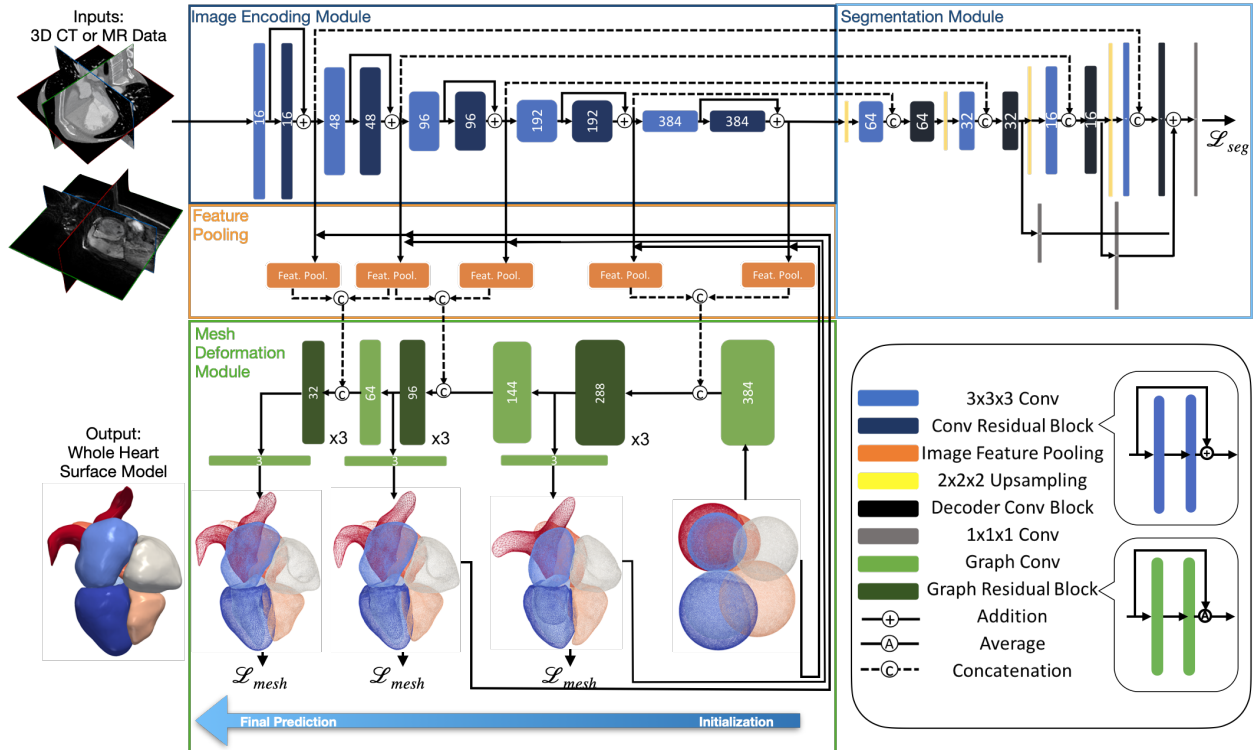 Inputs:
3D CT or MR Data
Image Encoding Module
Segmentation Module
16
16
+
48
48
+
96
96
+
192
192
+
384
384
+
64
C
64
32
C
32
16
C
16
C
+
ℒseg
Feature
Pooling
Feat. Pool.
Feat. Pool.
Feat. Pool.
Feat. Pool.
Feat. Pool.
C
C
C
Mesh
Deformation
Module
32
C
64
96
C
144
288
C
384
x3
x3
x3
3
3
3
Output:
Whole Heart
Surface Model
ℒmesh
ℒmesh
ℒmesh
Final Prediction
Initialization
3x3x3 Conv
Conv Residual Block
Image Feature Pooling
2x2x2 Upsampling
Decoder Conv Block
1x1x1 Conv
Graph Conv
Graph Residual Block
+
Addition
A
Average
C
Concatenation
+
A